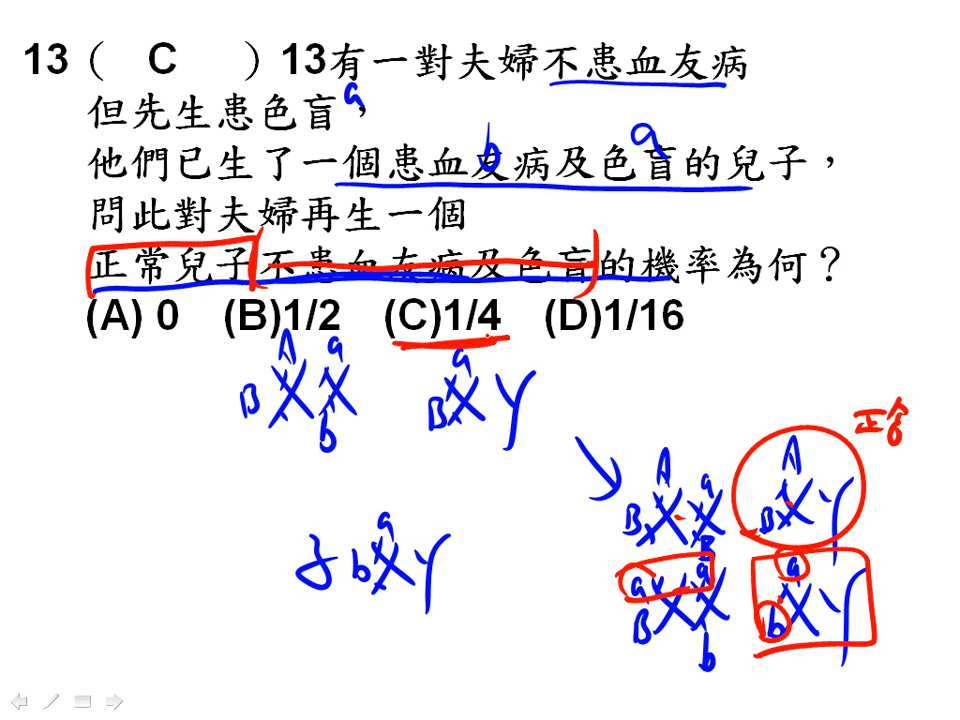 13（ C ）13有一對夫婦不患血友病
但先生患色盲，
a
他們已生了一個患血友病及色盲的兒子，
b a
問此對夫婦再生一個
正常兒子不患血友病及色盲的機率為何？
(A) 0 (B)1/2 (C)1/4 (D)1/16
A a a
B X X B X Y
b
正常
A a A
B X X B X Y
B
子 b X Y
a
a a a
B X X b X Y
b